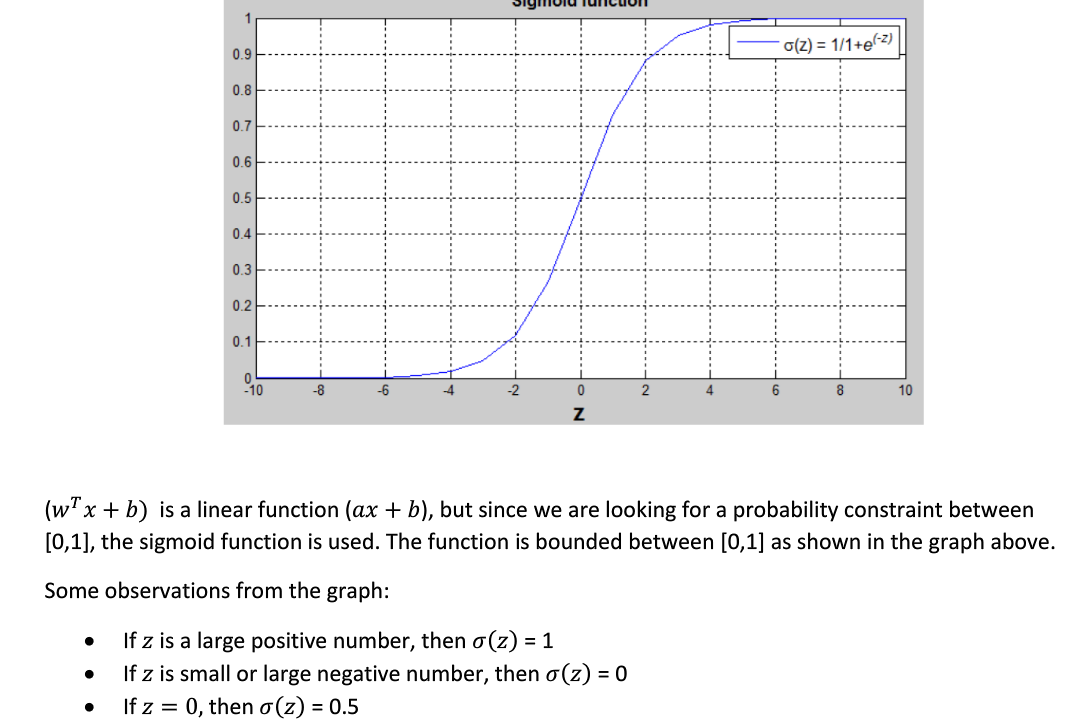 Sigmoid function
1
σ(z) = 1/1+e^(-z)
0.9
0.8
0.7
0.6
0.5
0.4
0.3
0.2
0.1
0
-10 -8 -6 -4 -2 0 2 4 6 8 10
z
(wᵀx + b) is a linear function (ax + b), but since we are looking for a probability constraint between
[0,1], the sigmoid function is used. The function is bounded between [0,1] as shown in the graph above.
Some observations from the graph:
• If z is a large positive number, then σ(z) = 1
• If z is small or large negative number, then σ(z) = 0
• If z = 0, then σ(z) = 0.5